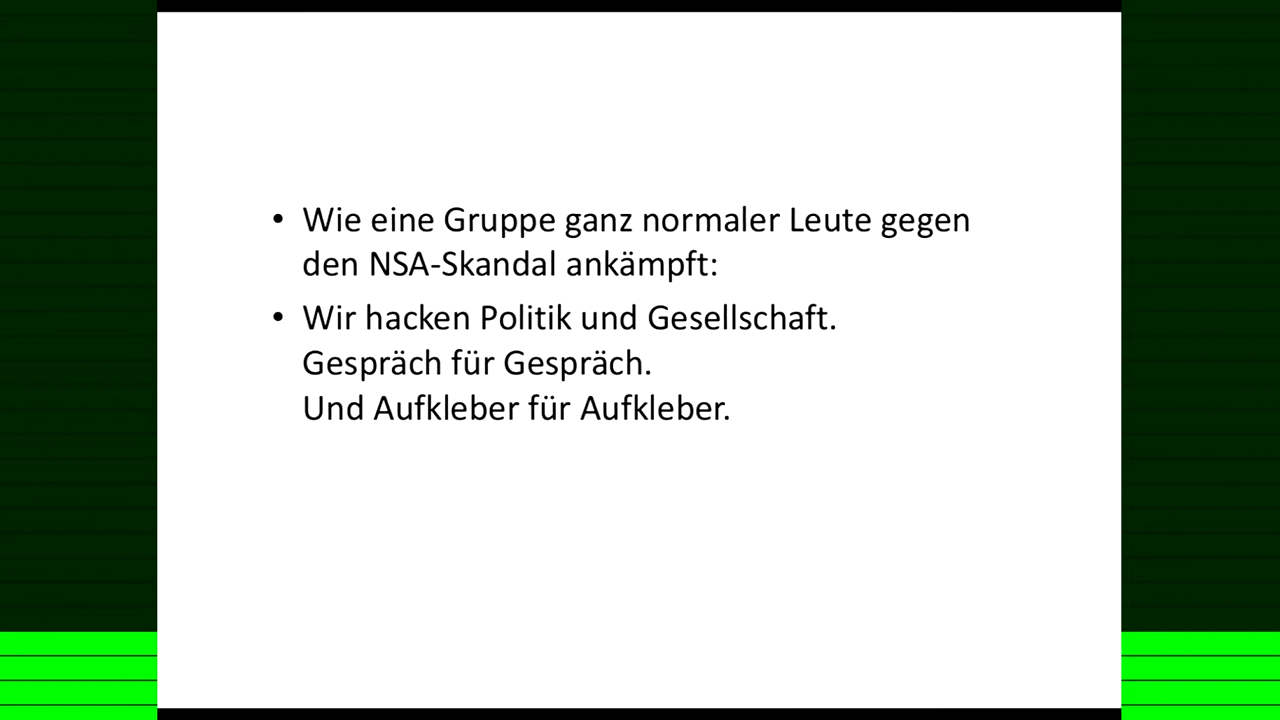 • Wie eine Gruppe ganz normaler Leute gegen
den NSA-Skandal ankämpft:
• Wir hacken Politik und Gesellschaft.
Gespräch für Gespräch.
Und Aufkleber für Aufkleber.